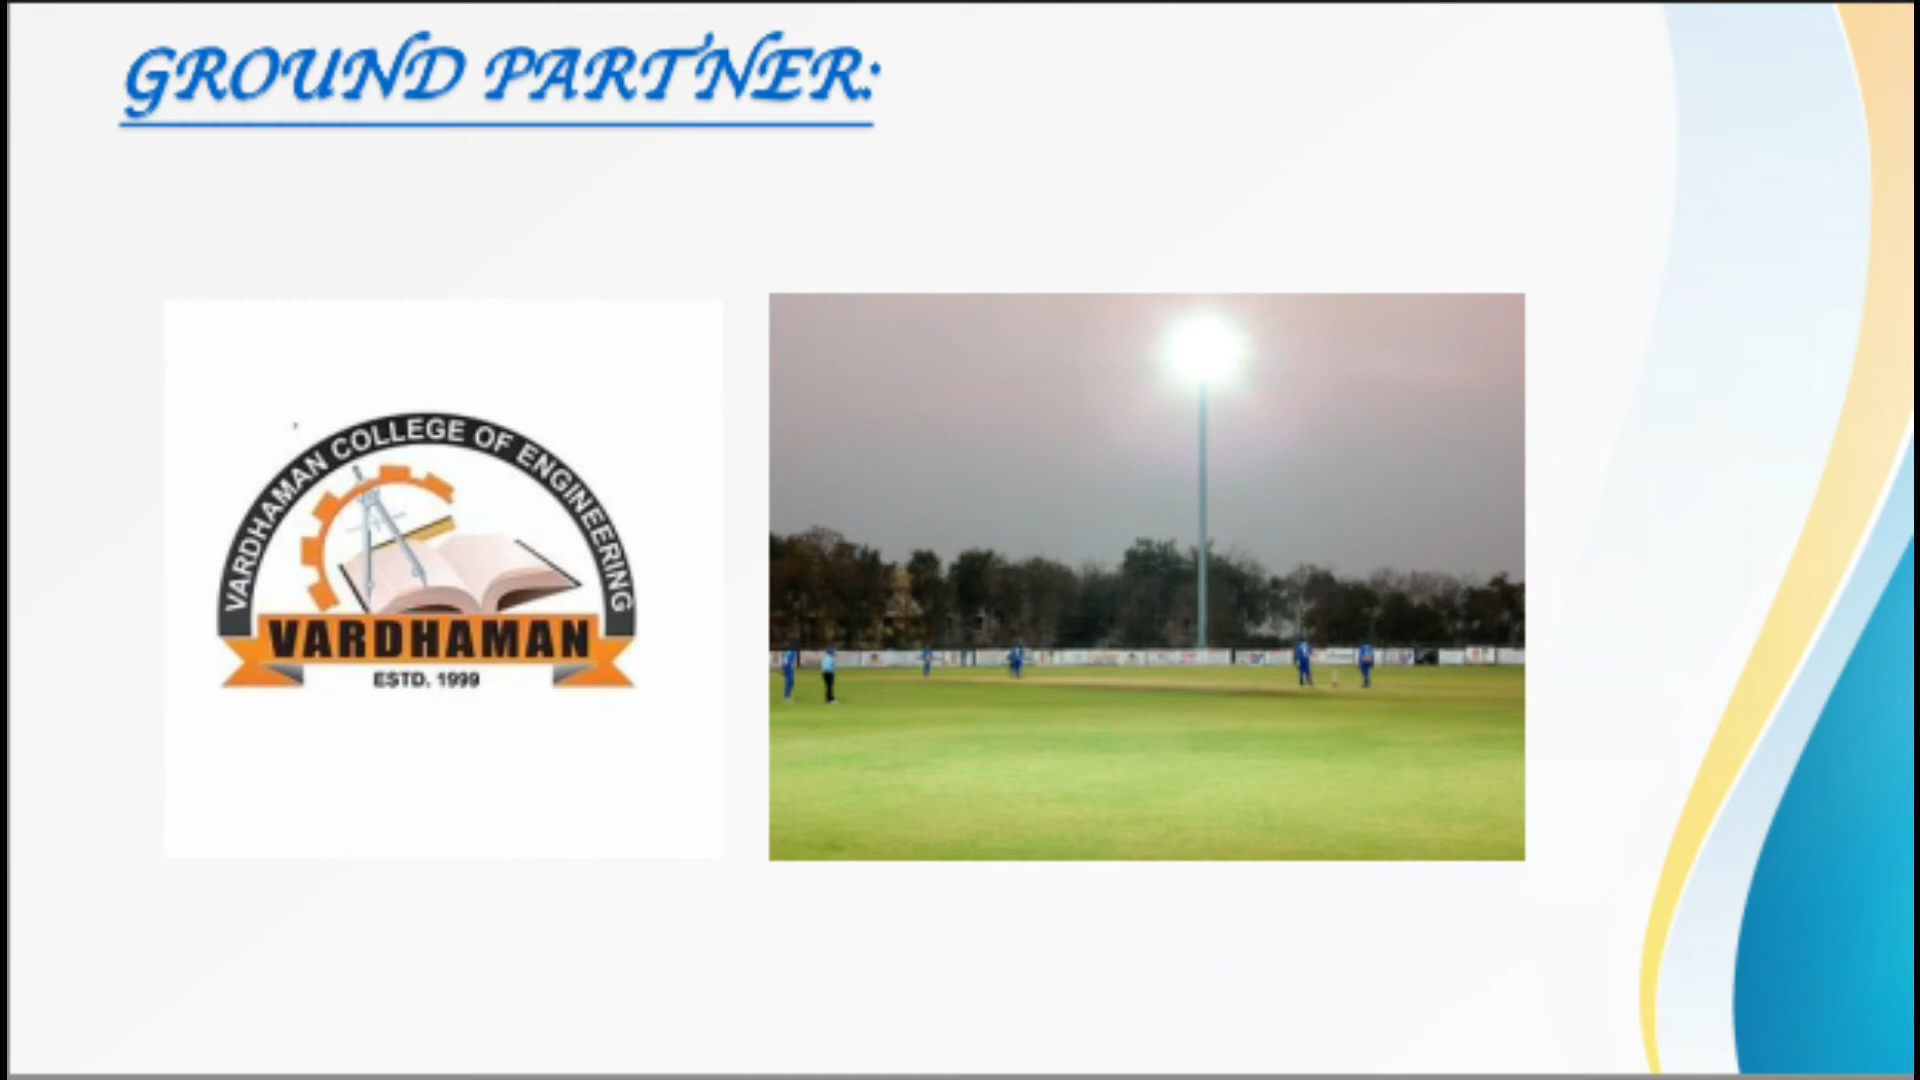 GROUND PARTNER:
VARDHAMAN COLLEGE OF ENGINEERING
VARDHAMAN
ESTD. 1999